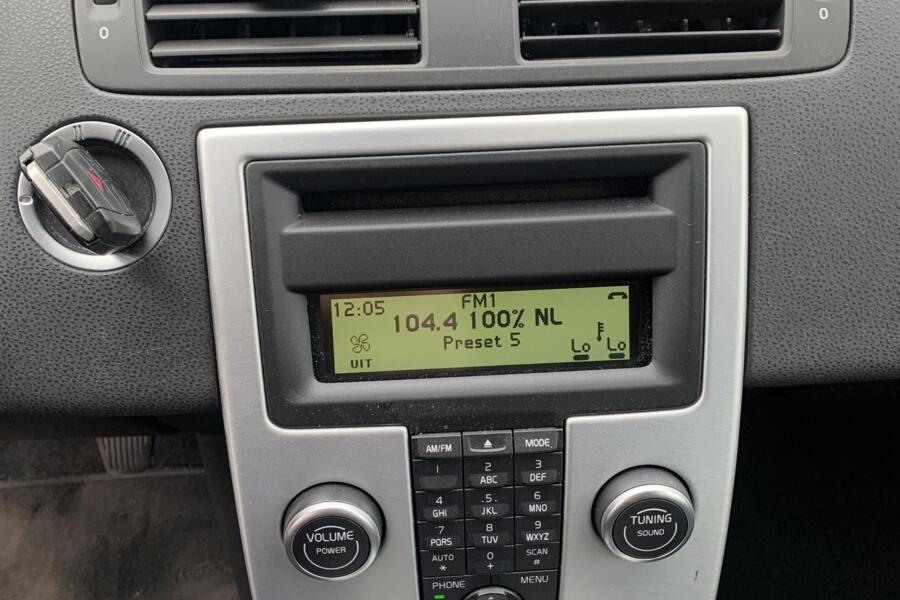 0
0
II
III
FM1
12:05
104.4 100% NL
Preset 5
UIT
Lo
Lo
AM/FM
MODE
1
2
ABC
3
DEF
4
GHI
.5.
JKL
6
MNO
7
PQRS
8
TUV
9
WXYZ
AUTO
*
0
+
SCAN
#
PHONE
MENU
VOLUME
POWER
TUNING
SOUND